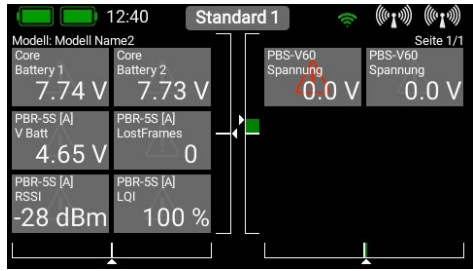 12:40
Standard 1
Modell: Modell Name2
Seite 1/1
Core
Battery 1
7.74 V
Core
Battery 2
7.73 V
PBS-V60
Spannung
0.0 V
PBS-V60
Spannung
0.0 V
PBR-5S [A]
V Batt
4.65 V
PBR-5S [A]
LostFrames
0
PBR-5S [A]
RSSI
-28 dBm
PBR-5S [A]
LQI
100 %